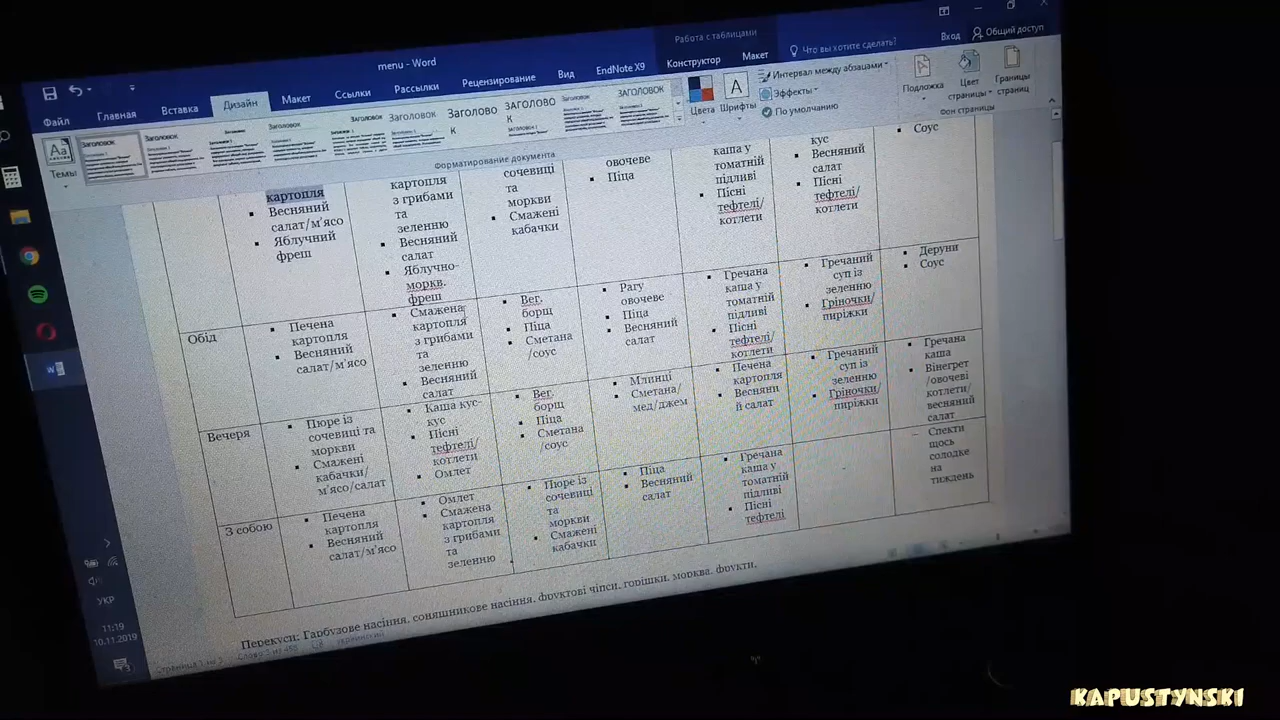 Работа с таблицами
menu - Word
Вход
Общий доступ
Файл
Главная
Вставка
Дизайн
Макет
Ссылки
Рассылки
Рецензирование
Вид
EndNote X9
Конструктор
Макет
Что вы хотите сделать?
Темы
Цвета
Шрифты
Интервал между абзацами
Эффекты
По умолчанию
Подложка
Цвет
страницы
Границы
страниц
Форматирование документа
Фон страницы
картопля
Весняний
салат/м'ясо
Яблучний
фреш
картопля
з грибами
та
зеленню
Весняний
салат
Яблучно-
моркв.
фреш
сочевиці
та
моркви
Смажені
кабачки
овочеве
Піца
каша у
томатній
підливі
Пісні
тефтелі/
котлети
кус
Весняний
салат
Пісні
тефтелі/
котлети
Соус
Обід
Печена
картопля
Весняний
салат/м'ясо
Смажена
картопля
з грибами
та
зеленню
Весняний
салат
Вег.
борщ
Піца
Сметана
/соус
Рагу
овочеве
Піца
Весняний
салат
Гречана
каша у
томатній
підливі
Пісні
тефтелі/
котлети
Гречаний
суп із
зеленню
Гріночки/
пиріжки
Деруни
Соус
Вечеря
Пюре із
сочевиці та
моркви
Смажені
кабачки/
м'ясо/салат
Каша кус-
кус
Пісні
тефтелі/
котлети
Омлет
Вег.
борщ
Піца
Сметана
/соус
Млинці
Сметана/
мед/джем
Печена
картопля
Весняни
й салат
Гречаний
суп із
зеленню
Гріночки/
пиріжки
Гречана
каша
Вінегрет
/овочеві
котлети/
весняний
салат
З собою
Печена
картопля
Весняний
салат/м'ясо
Омлет
Смажена
картопля
з грибами
та
зеленню
Пюре із
сочевиці
та
моркви
Смажені
кабачки
Піца
Весняний
салат
Гречана
каша у
томатній
підливі
Пісні
тефтелі
Спекти
щось
солодке
на
тиждень
Перекуси: Гарбузове насіння, соняшникове насіння, фруктові чіпси, горішки, морква, фрукти,
УКР
11:19
10.11.2019
украинский
KAPUSTYNSKI